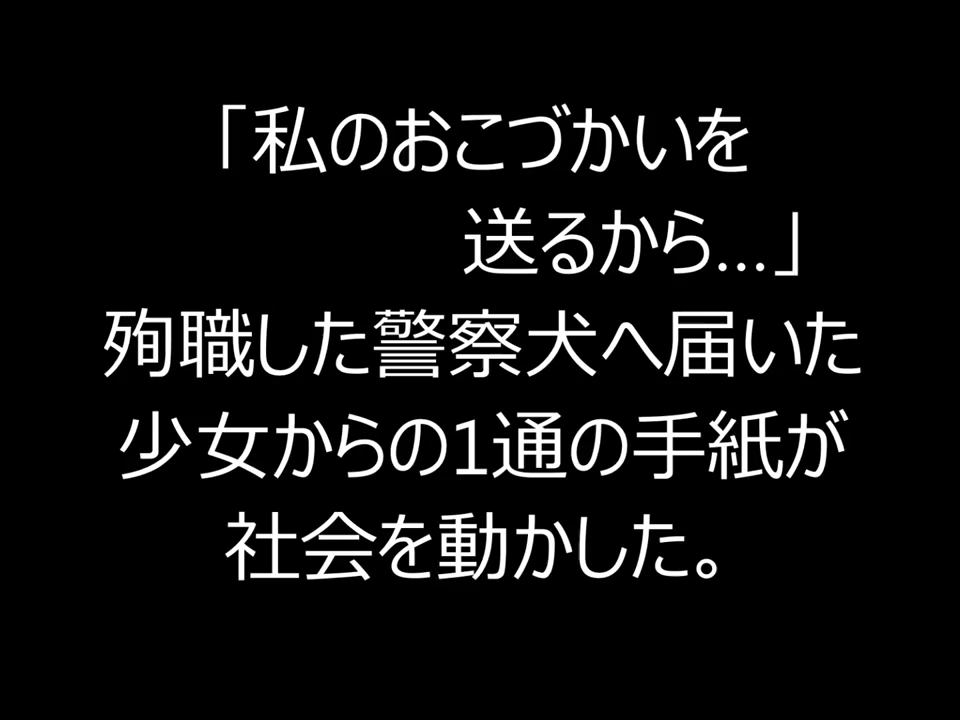 「私のおこづかいを
送るから…」
殉職した警察犬へ届いた
少女からの1通の手紙が
社会を動かした。